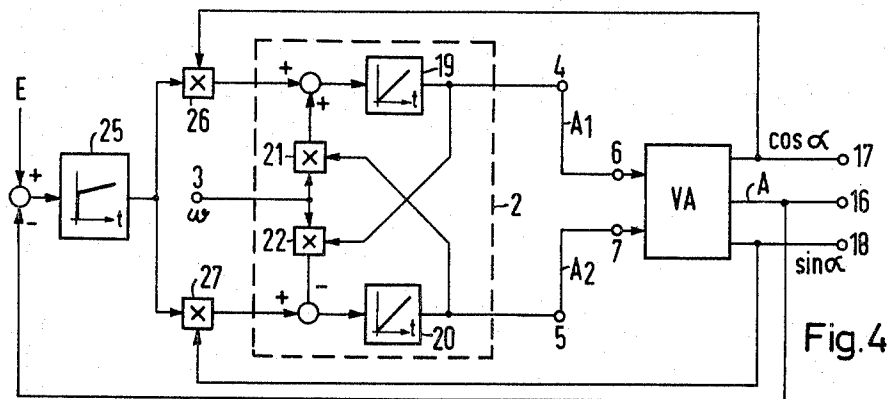 E
+
-
25
t
26
×
3
ω
27
×
+
+
21
×
22
×
-
+
19
t
20
t
2
4
A1
5
A2
6
7
VA
cos α
17
A
16
18
sin α
Fig.4